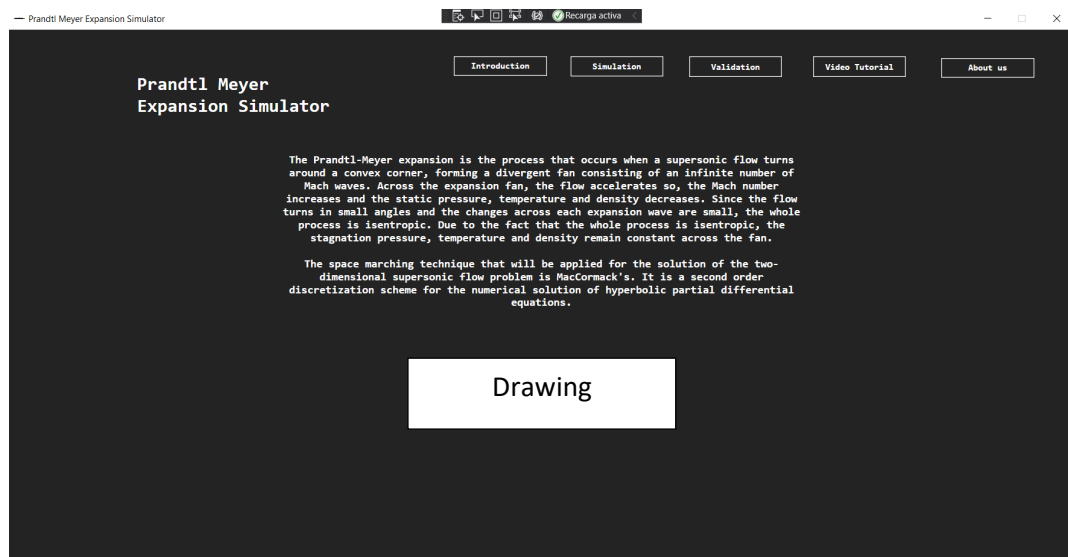 Prandtl Meyer Expansion Simulator
Recarga activa
Introduction
Simulation
Validation
Video Tutorial
About us
Prandtl Meyer
Expansion Simulator
The Prandtl-Meyer expansion is the process that occurs when a supersonic flow turns
around a convex corner, forming a divergent fan consisting of an infinite number of
Mach waves. Across the expansion fan, the flow accelerates so, the Mach number
increases and the static pressure, temperature and density decreases. Since the flow
turns in small angles and the changes across each expansion wave are small, the whole
process is isentropic. Due to the fact that the whole process is isentropic, the
stagnation pressure, temperature and density remain constant across the fan.
The space marching technique that will be applied for the solution of the two-
dimensional supersonic flow problem is MacCormack's. It is a second order
discretization scheme for the numerical solution of hyperbolic partial differential
equations.
Drawing